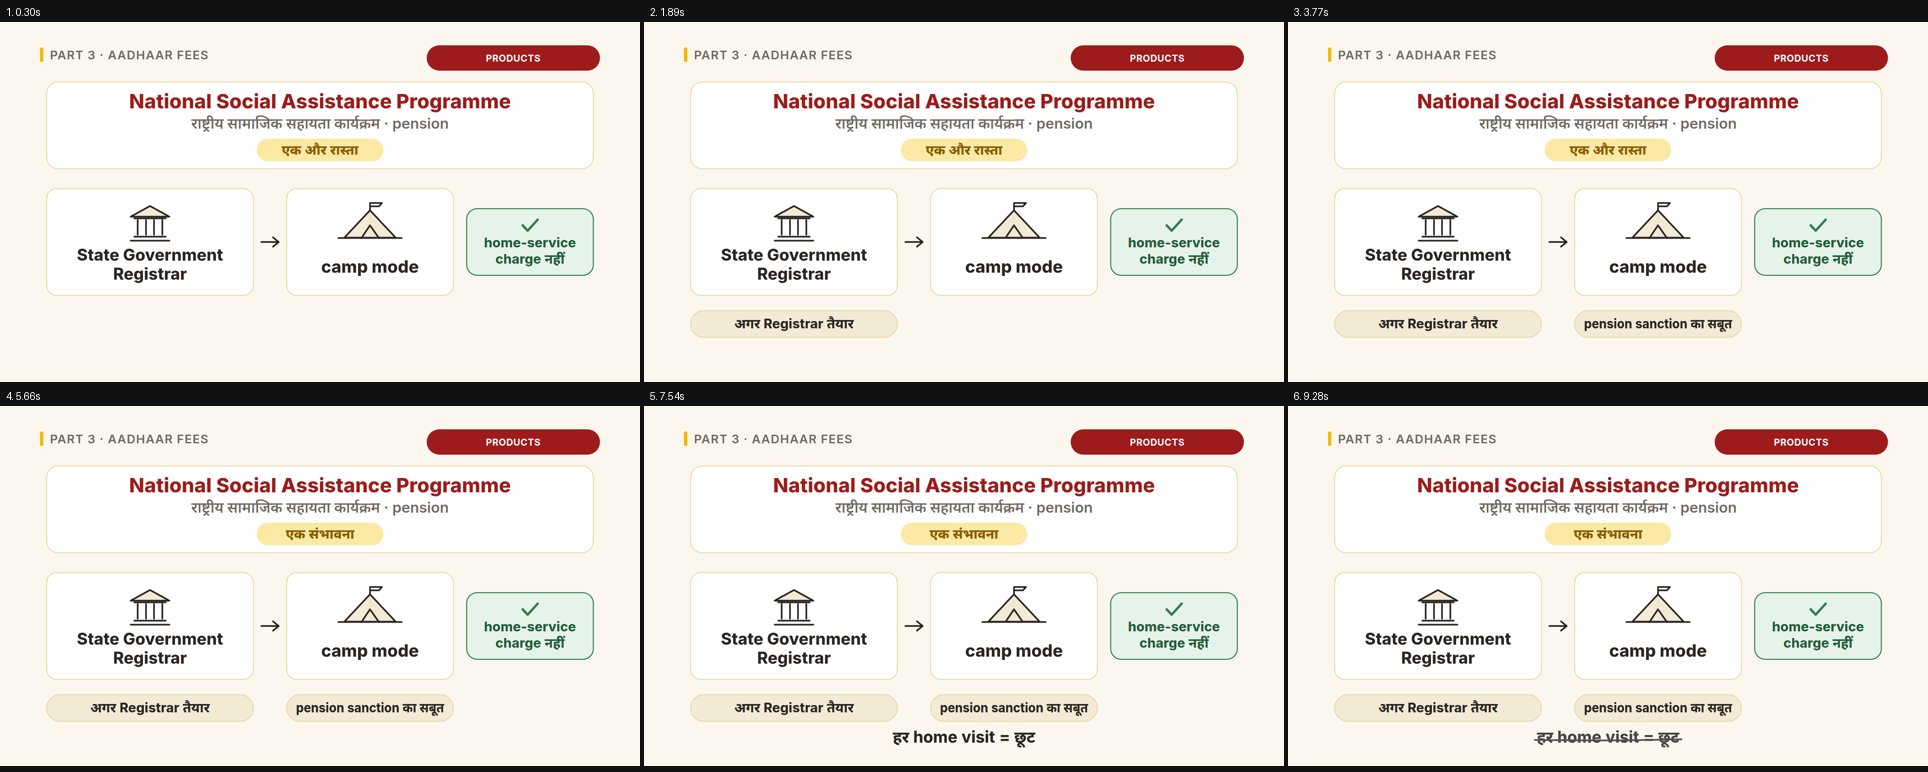 1. 0.30s
PART 3 · AADHAAR FEES
PRODUCTS
National Social Assistance Programme
राष्ट्रीय सामाजिक सहायता कार्यक्रम · pension
एक और रास्ता
State Government
Registrar
camp mode
home-service
charge नहीं
2. 1.89s
PART 3 · AADHAAR FEES
PRODUCTS
National Social Assistance Programme
राष्ट्रीय सामाजिक सहायता कार्यक्रम · pension
एक और रास्ता
State Government
Registrar
camp mode
home-service
charge नहीं
अगर Registrar तैयार
3. 3.77s
PART 3 · AADHAAR FEES
PRODUCTS
National Social Assistance Programme
राष्ट्रीय सामाजिक सहायता कार्यक्रम · pension
एक और रास्ता
State Government
Registrar
camp mode
home-service
charge नहीं
अगर Registrar तैयार
pension sanction का सबूत
4. 5.66s
PART 3 · AADHAAR FEES
PRODUCTS
National Social Assistance Programme
राष्ट्रीय सामाजिक सहायता कार्यक्रम · pension
एक संभावना
State Government
Registrar
camp mode
home-service
charge नहीं
अगर Registrar तैयार
pension sanction का सबूत
5. 7.54s
PART 3 · AADHAAR FEES
PRODUCTS
National Social Assistance Programme
राष्ट्रीय सामाजिक सहायता कार्यक्रम · pension
एक संभावना
State Government
Registrar
camp mode
home-service
charge नहीं
अगर Registrar तैयार
pension sanction का सबूत
हर home visit = छूट
6. 9.28s
PART 3 · AADHAAR FEES
PRODUCTS
National Social Assistance Programme
राष्ट्रीय सामाजिक सहायता कार्यक्रम · pension
एक संभावना
State Government
Registrar
camp mode
home-service
charge नहीं
अगर Registrar तैयार
pension sanction का सबूत
हर home visit = छूट